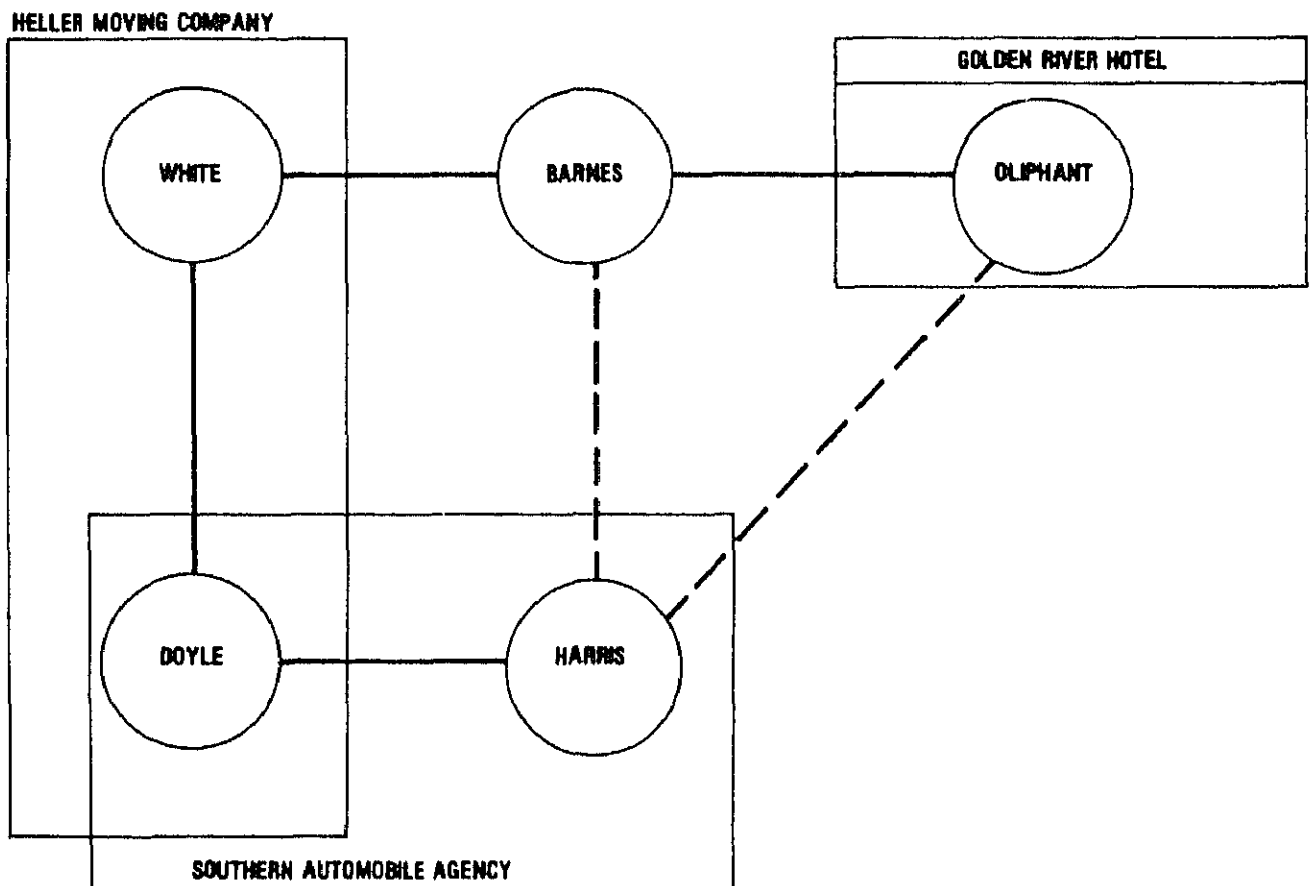 HELLER MOVING COMPANY
GOLDEN RIVER HOTEL
WHITE
BARNES
OLIPHANT
DOYLE
HARRIS
SOUTHERN AUTOMOBILE AGENCY